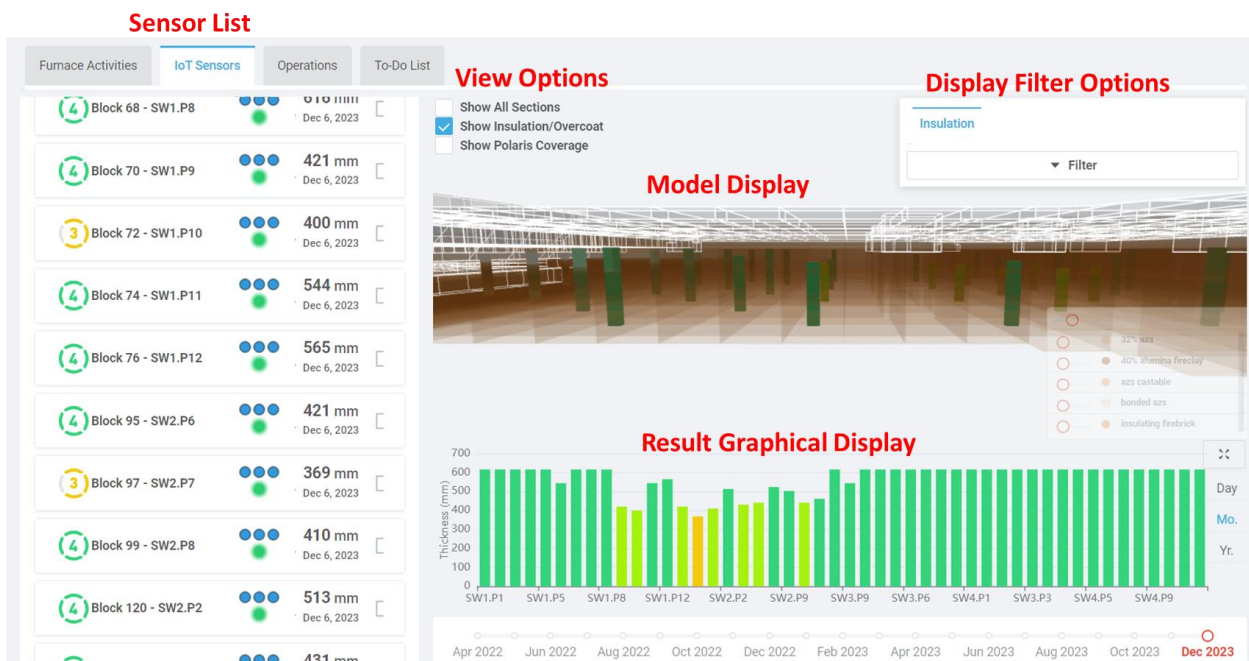 Sensor List
Furnace Activities
IoT Sensors
Operations
To-Do List
4 Block 68 - SW1.P8 616 mm
Dec 6, 2023
4 Block 70 - SW1.P9 421 mm
Dec 6, 2023
3 Block 72 - SW1.P10 400 mm
Dec 6, 2023
4 Block 74 - SW1.P11 544 mm
Dec 6, 2023
4 Block 76 - SW1.P12 565 mm
Dec 6, 2023
4 Block 95 - SW2.P6 421 mm
Dec 6, 2023
3 Block 97 - SW2.P7 369 mm
Dec 6, 2023
4 Block 99 - SW2.P8 410 mm
Dec 6, 2023
4 Block 120 - SW2.P2 513 mm
Dec 6, 2023
431 mm
View Options
Show All Sections
Show Insulation/Overcoat
Show Polaris Coverage
Display Filter Options
Insulation
Filter
Model Display
32% azs
40% alumina fireclay
azs castable
bonded azs
insulating firebrick
Result Graphical Display
Thickness (mm)
700
600
500
400
300
200
100
0
SW1.P1 SW1.P5 SW1.P8 SW1.P12 SW2.P2 SW2.P9 SW3.P9 SW3.P6 SW4.P1 SW3.P3 SW4.P5 SW4.P9
Day
Mo.
Yr.
Apr 2022 Jun 2022 Aug 2022 Oct 2022 Dec 2022 Feb 2023 Apr 2023 Jun 2023 Aug 2023 Oct 2023 Dec 2023